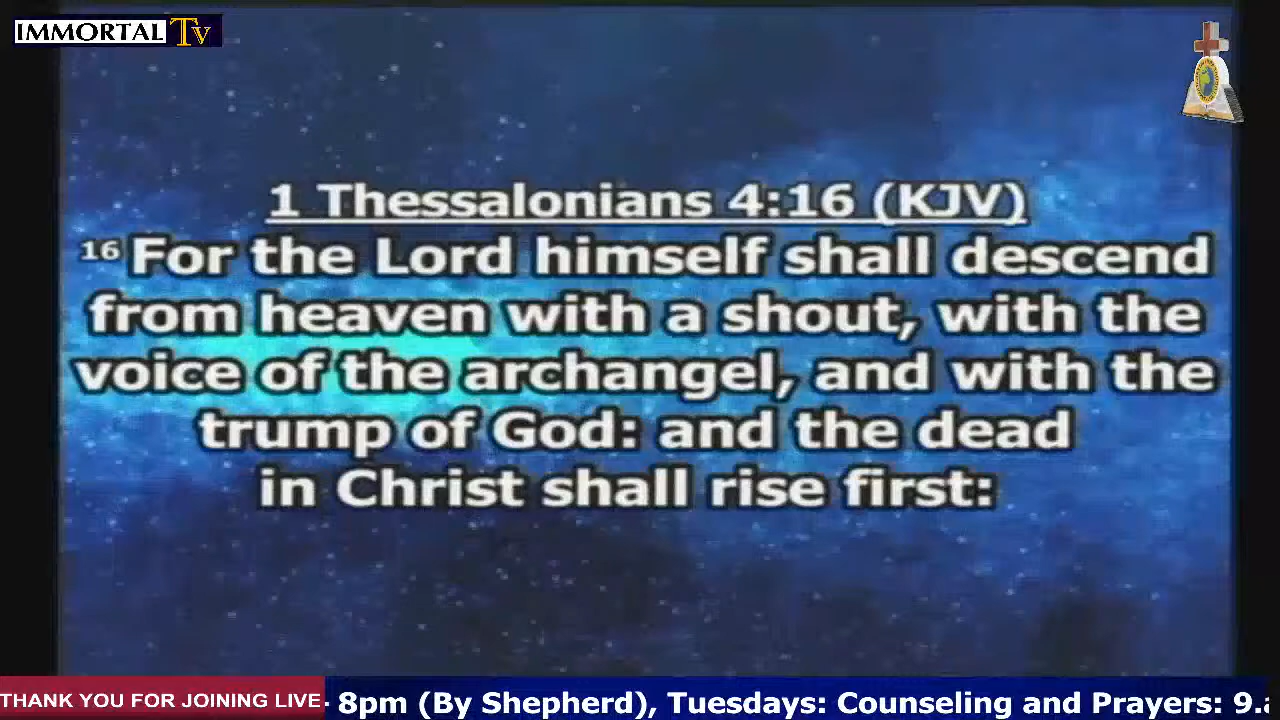 IMMORTAL Tv
1 Thessalonians 4:16 (KJV)
16 For the Lord himself shall descend
from heaven with a shout, with the
voice of the archangel, and with the
trump of God: and the dead
in Christ shall rise first:
THANK YOU FOR JOINING LIVE - 8pm (By Shepherd), Tuesdays: Counseling and Prayers: 9.a